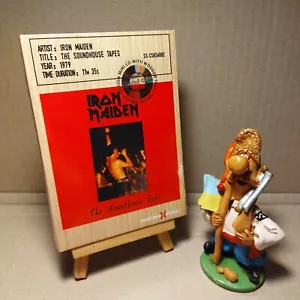 ARTIST: IRON MAIDEN
TITLE: THE SOUNDHOUSE TAPES
YEAR: 1979
TIME DURATION: 11m 35s
IRON
MAIDEN
The Soundhouse Tapes